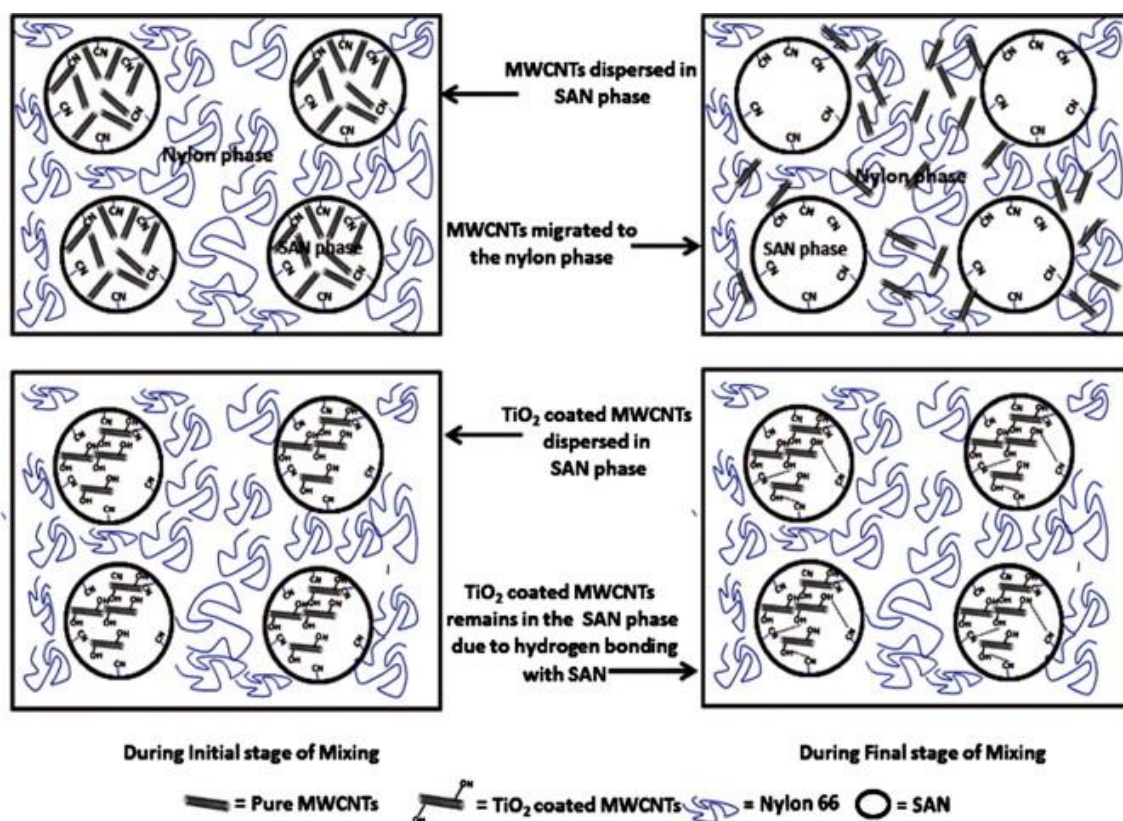 MWCNTs dispersed in
SAN phase
Nylon phase
SAN phase
MWCNTs migrated to
the nylon phase
Nylon phase
SAN phase
TiO2 coated MWCNTs
dispersed in
SAN phase
TiO2 coated MWCNTs
remains in the SAN phase
due to hydrogen bonding
with SAN
During Initial stage of Mixing
During Final stage of Mixing
= Pure MWCNTs
OH
OH
= TiO2 coated MWCNTs
= Nylon 66
= SAN